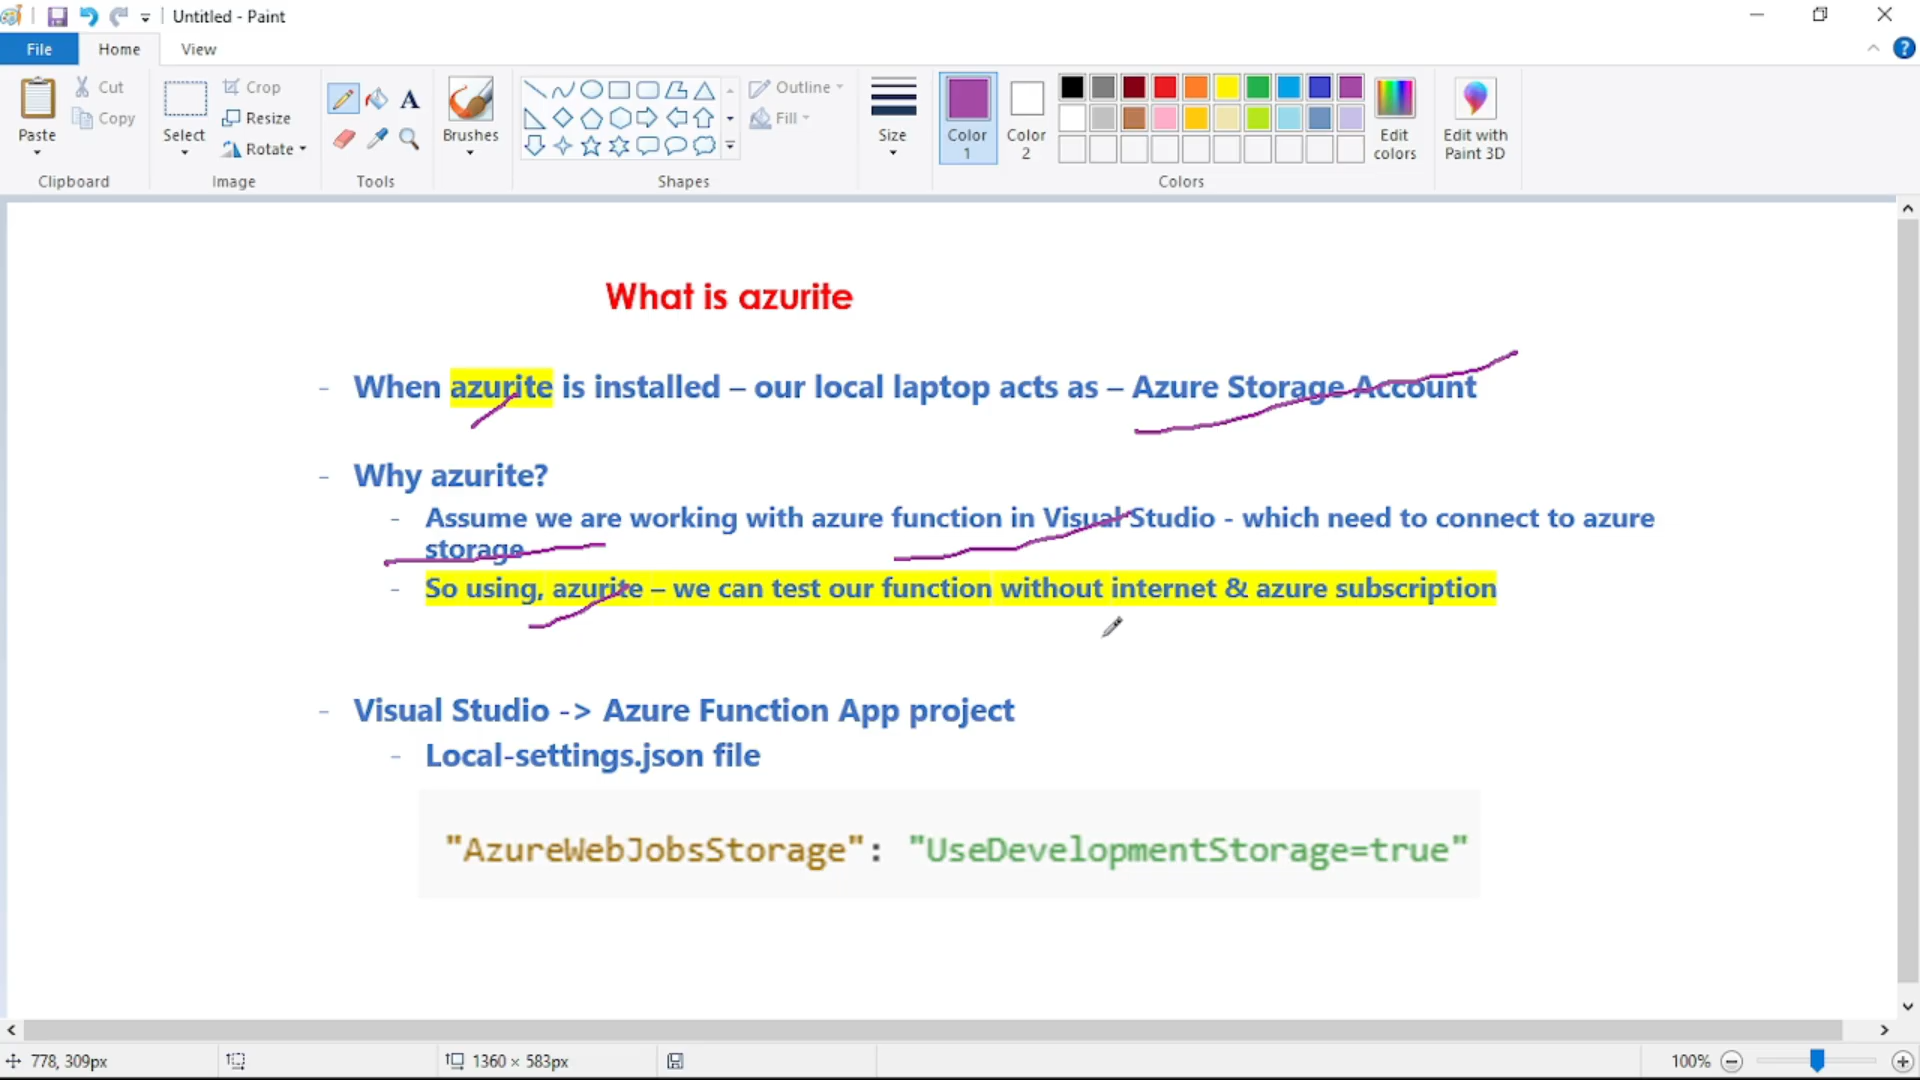 Untitled - Paint
File Home View
Paste
Cut
Copy
Clipboard
Select
Crop
Resize
Rotate
Image
A
Tools
Brushes
Shapes
Outline
Fill
Size
Color 1
Color 2
Colors
Edit colors
Edit with Paint 3D
What is azurite
- When azurite is installed – our local laptop acts as – Azure Storage Account
- Why azurite?
- Assume we are working with azure function in Visual Studio - which need to connect to azure
storage
- So using, azurite – we can test our function without internet & azure subscription
- Visual Studio -> Azure Function App project
- Local-settings.json file
"AzureWebJobsStorage": "UseDevelopmentStorage=true"
778, 309px
1360 × 583px
100%